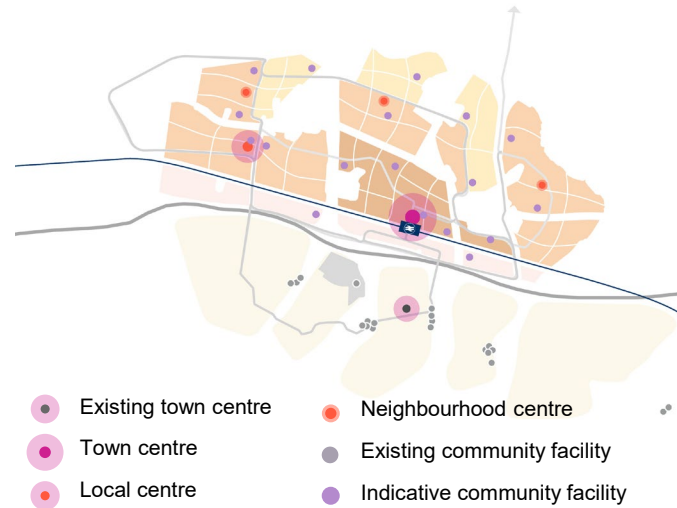 Existing town centre
Town centre
Local centre
Neighbourhood centre
Existing community facility
Indicative community facility